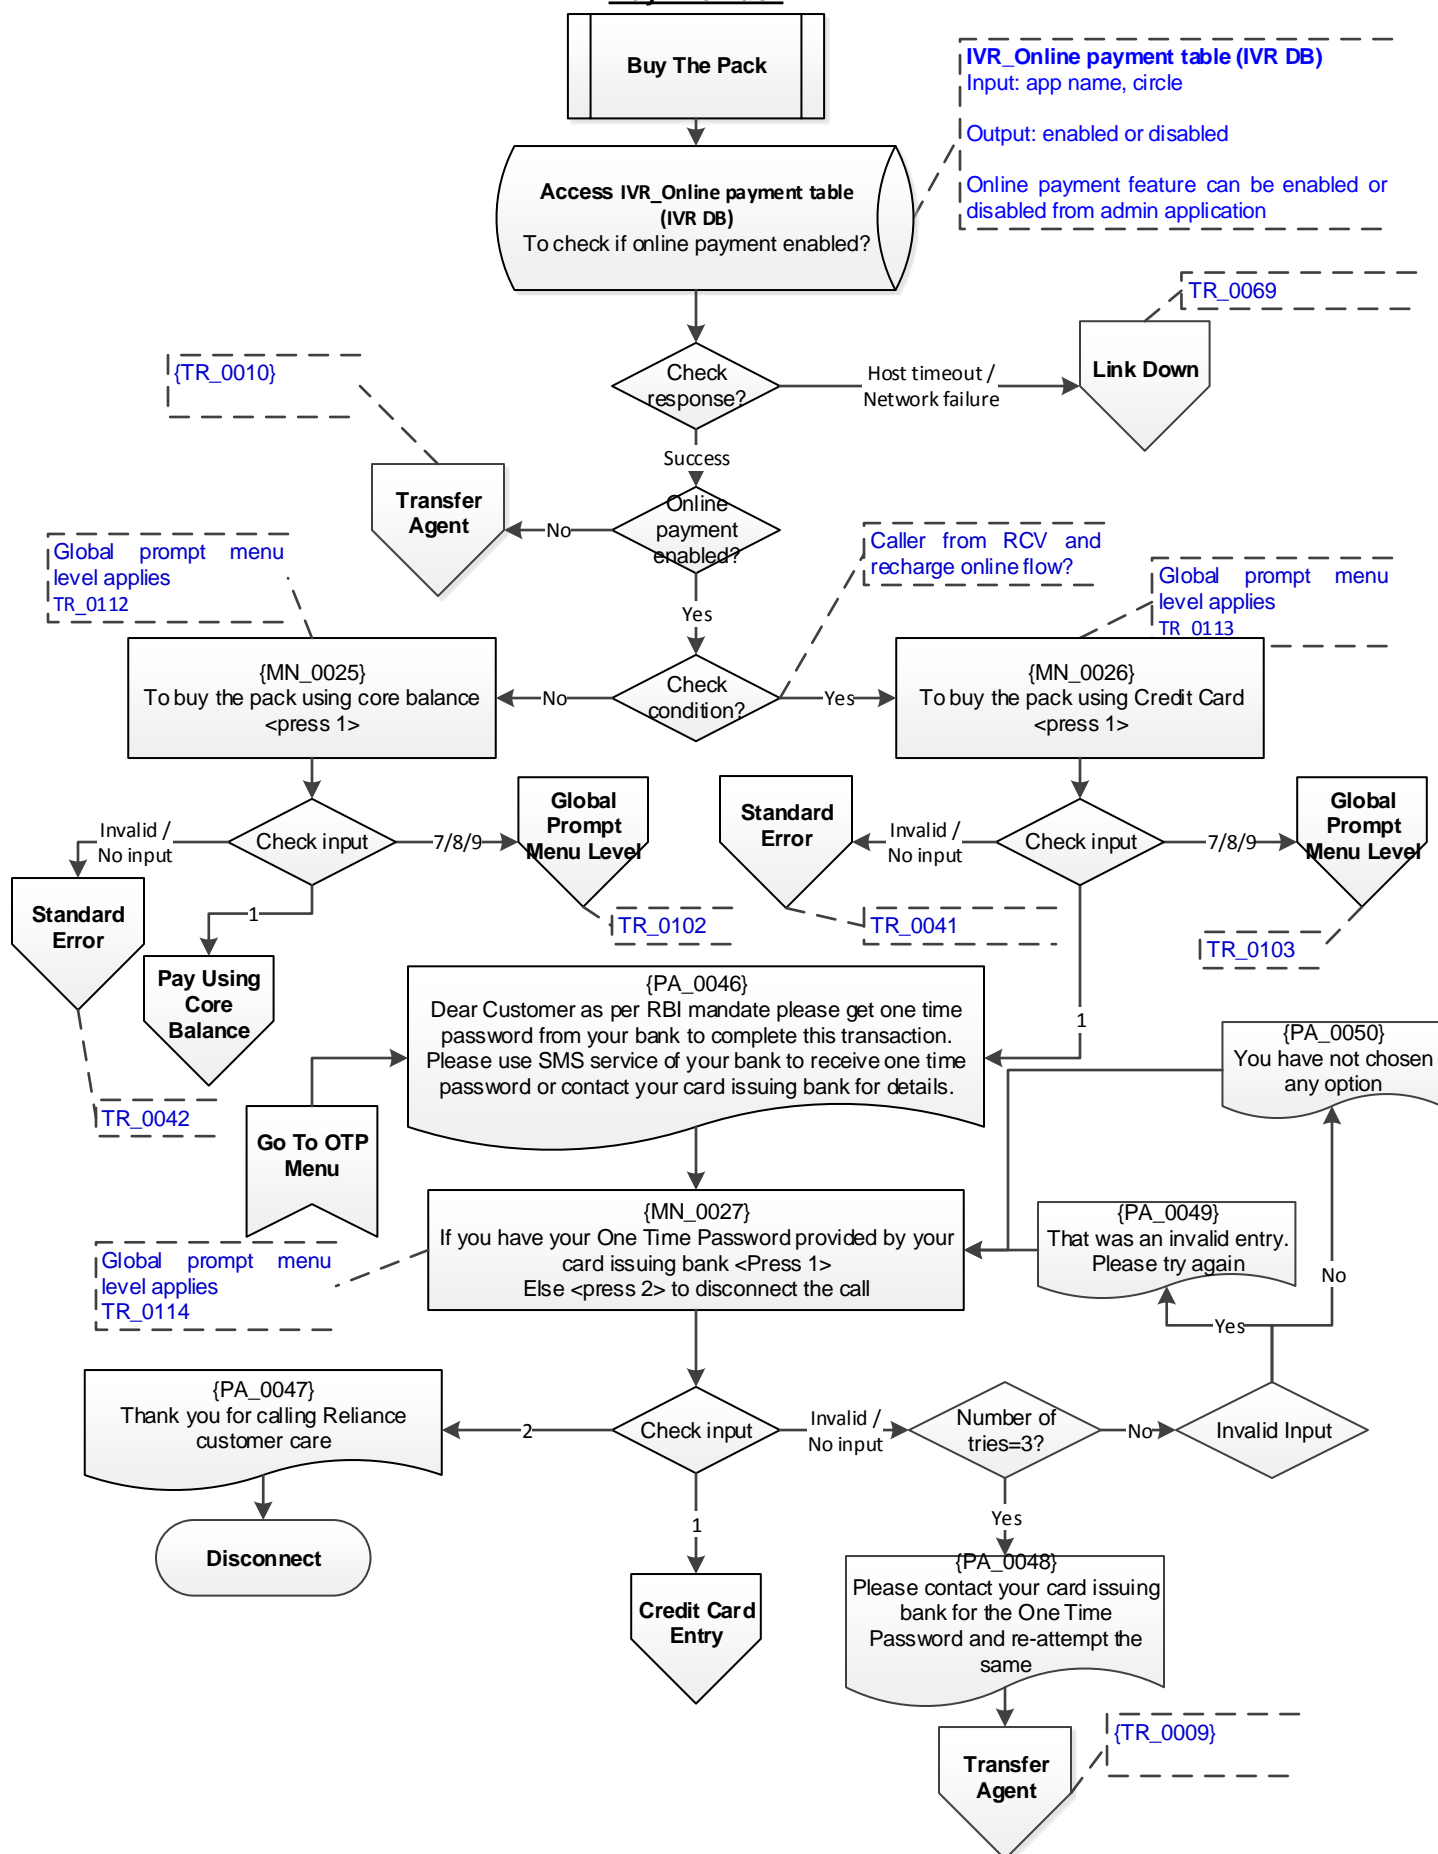 Buy The Pack
IVR_Online payment table (IVR DB)
Input: app name, circle
Output: enabled or disabled
Online payment feature can be enabled or
disabled from admin application
Access IVR_Online payment table
(IVR DB)
To check if online payment enabled?
TR_0069
Link Down
Check
response?
Host timeout /
Network failure
{TR_0010}
Success
Transfer
Agent
No
Online
payment
enabled?
Caller from RCV and
recharge online flow?
Global prompt menu
level applies
TR_0112
Global prompt menu
level applies
TR_0113
Yes
{MN_0025}
To buy the pack using core balance
<press 1>
No
Check
condition?
Yes
{MN_0026}
To buy the pack using Credit Card
<press 1>
Invalid /
No input
Check input
7/8/9
Global
Prompt
Menu Level
Standard
Error
Invalid /
No input
Check input
7/8/9
Global
Prompt
Menu Level
Standard
Error
1
TR_0102
TR_0041
TR_0103
Pay Using
Core
Balance
TR_0042
{PA_0046}
Dear Customer as per RBI mandate please get one time
password from your bank to complete this transaction.
Please use SMS service of your bank to receive one time
password or contact your card issuing bank for details.
1
{PA_0050}
You have not chosen
any option
Go To OTP
Menu
{MN_0027}
If you have your One Time Password provided by your
card issuing bank <Press 1>
Else <press 2> to disconnect the call
{PA_0049}
That was an invalid entry.
Please try again
No
Global prompt menu
level applies
TR_0114
Yes
{PA_0047}
Thank you for calling Reliance
customer care
2
Check input
Invalid /
No input
Number of
tries=3?
No
Invalid Input
1
Yes
Disconnect
Credit Card
Entry
{PA_0048}
Please contact your card issuing
bank for the One Time
Password and re-attempt the
same
{TR_0009}
Transfer
Agent